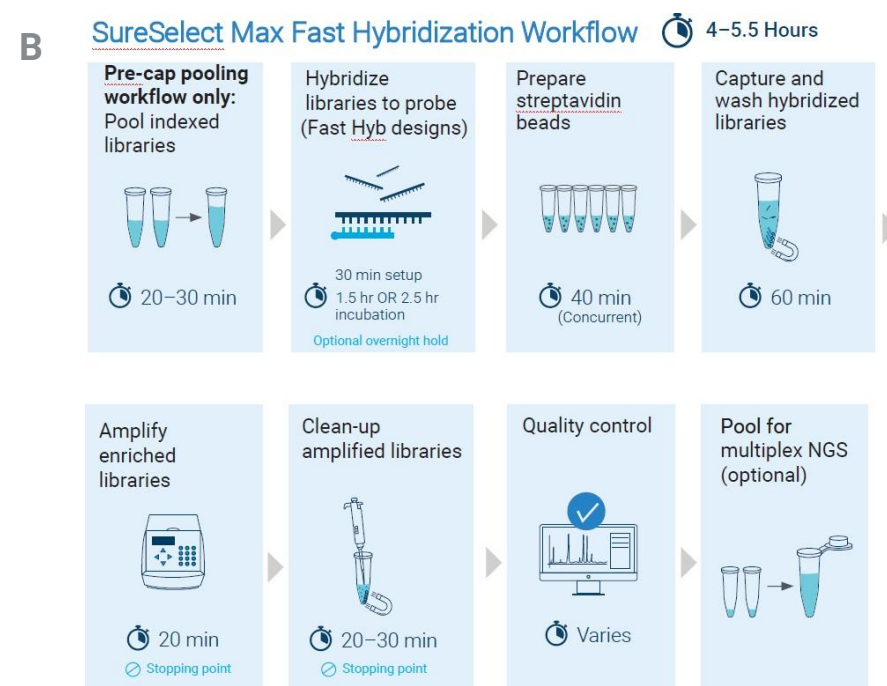 B
SureSelect Max Fast Hybridization Workflow
4–5.5 Hours
Pre-cap pooling
workflow only:
Pool indexed
libraries
20–30 min
Hybridize
libraries to probe
(Fast Hyb designs)
30 min setup
1.5 hr OR 2.5 hr
incubation
Optional overnight hold
Prepare
streptavidin
beads
40 min
(Concurrent)
Capture and
wash hybridized
libraries
60 min
Amplify
enriched
libraries
20 min
Stopping point
Clean-up
amplified libraries
20–30 min
Stopping point
Quality control
Varies
Pool for
multiplex NGS
(optional)